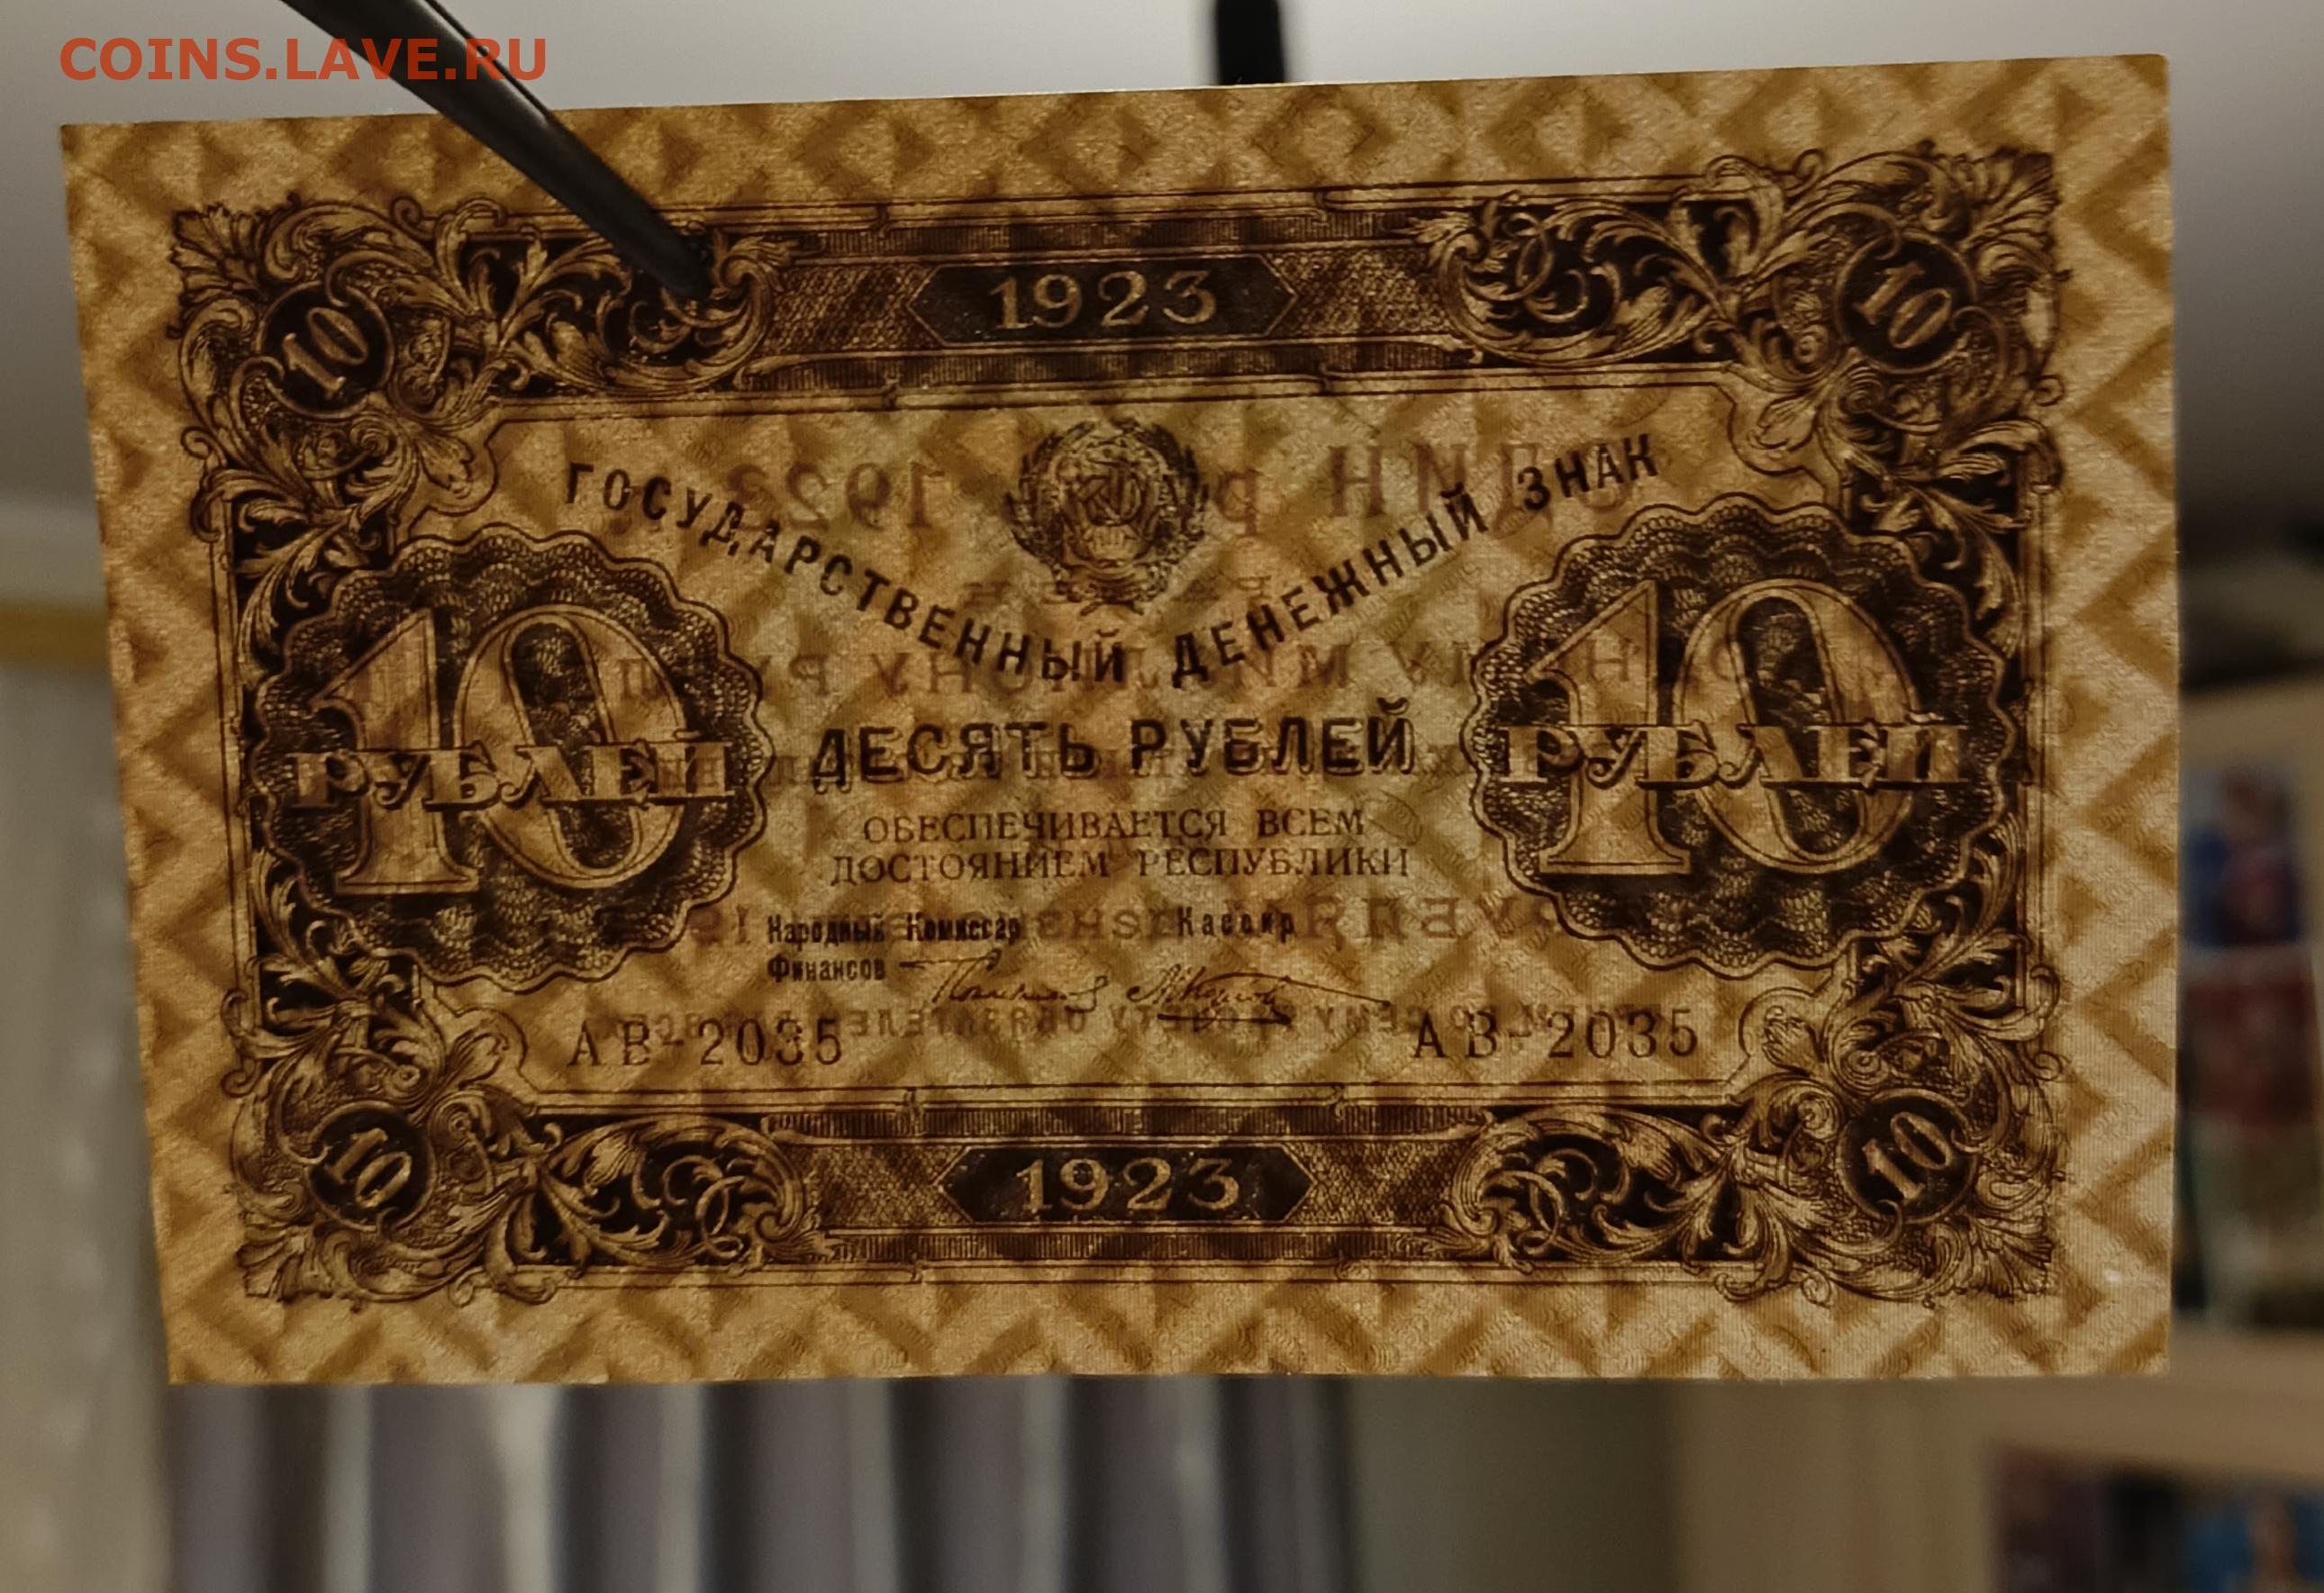 COINS.LAVE.RU
1923
10 10
ГОСУДАРСТВЕННЫЙ ДЕНЕЖНЫЙ ЗНАК
10 РУБЛЕЙ
10 РУБЛЕЙ
ДЕСЯТЬ РУБЛЕЙ
ОБЕСПЕЧИВАЕТСЯ ВСЕМ
ДОСТОЯНИЕМ РЕСПУБЛИКИ
Народный Комиссар Кассир
Финансов
АВ-2035 АВ-2035
10 10
1923